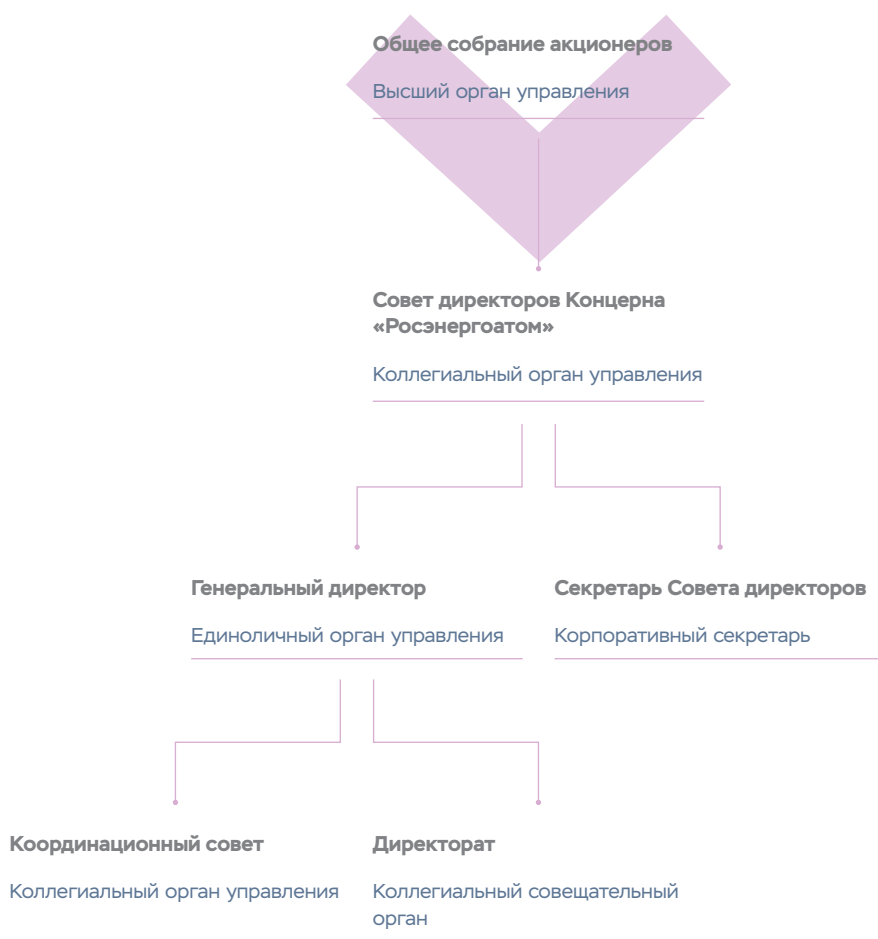 Общее собрание акционеров
Высший орган управления
Совет директоров Концерна
«Росэнергоатом»
Коллегиальный орган управления
Генеральный директор
Единоличный орган управления
Секретарь Совета директоров
Корпоративный секретарь
Координационный совет
Коллегиальный орган управления
Директорат
Коллегиальный совещательный
орган